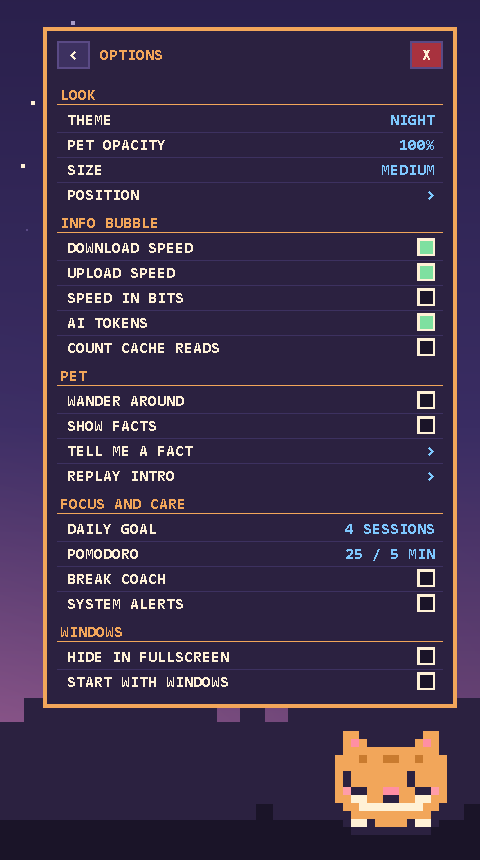 < OPTIONS X
LOOK
THEME NIGHT
PET OPACITY 100%
SIZE MEDIUM
POSITION >
INFO BUBBLE
DOWNLOAD SPEED
UPLOAD SPEED
SPEED IN BITS
AI TOKENS
COUNT CACHE READS
PET
WANDER AROUND
SHOW FACTS
TELL ME A FACT >
REPLAY INTRO >
FOCUS AND CARE
DAILY GOAL 4 SESSIONS
POMODORO 25 / 5 MIN
BREAK COACH
SYSTEM ALERTS
WINDOWS
HIDE IN FULLSCREEN
START WITH WINDOWS